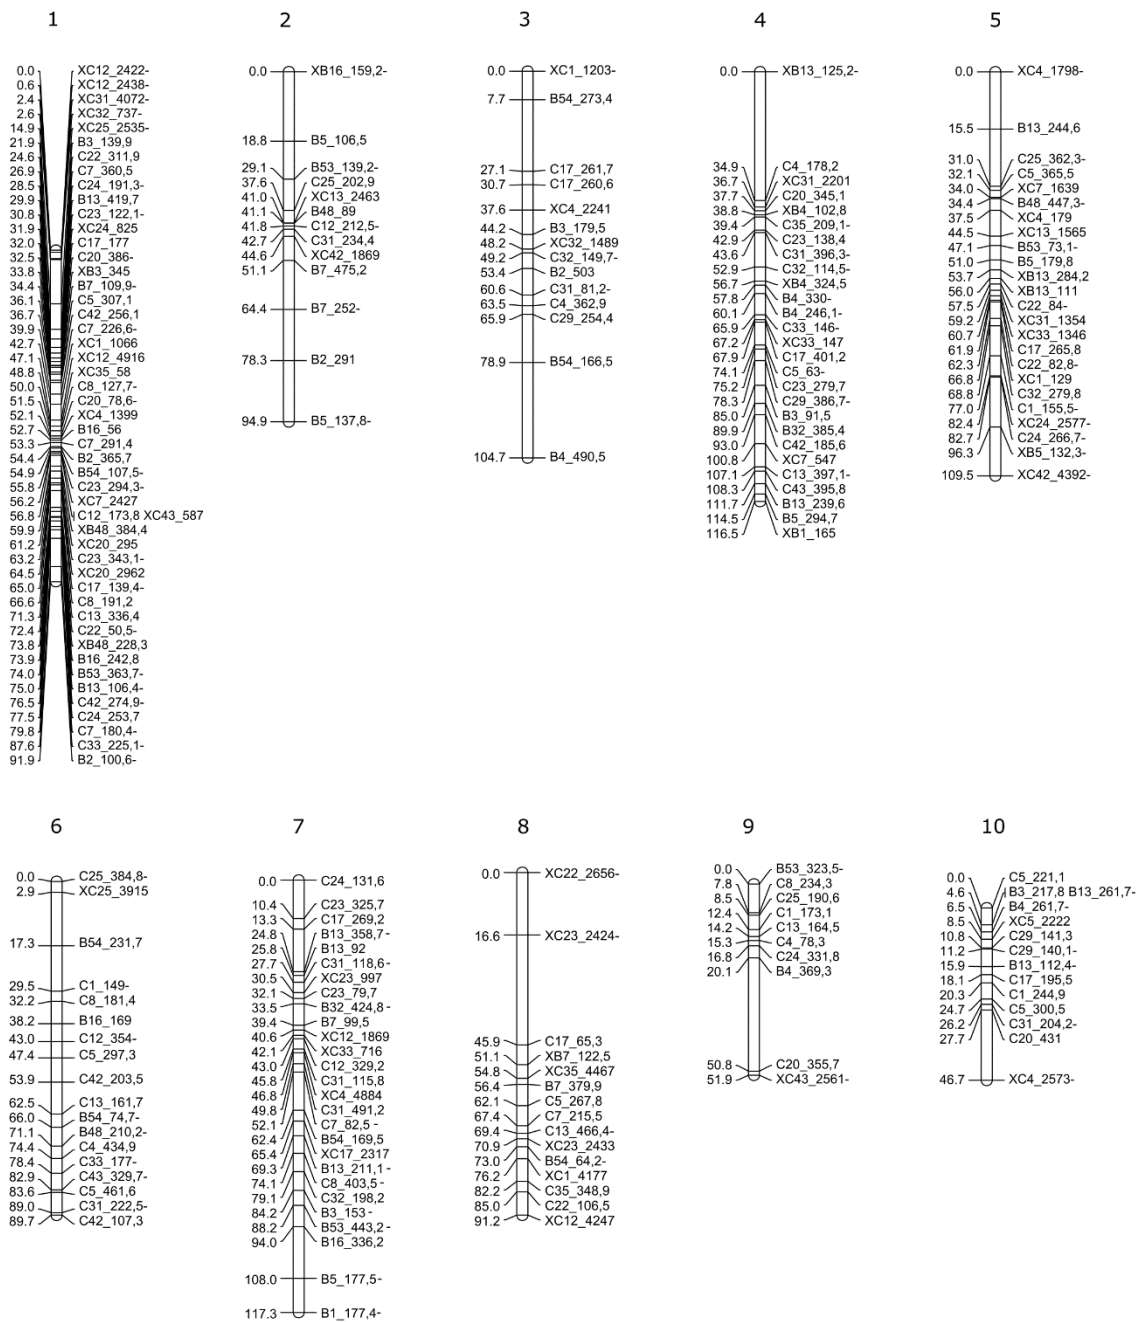 1
0.0 XC12_2422-
0.6 XC12_2438-
2.4 XC31_4072-
2.6 XC32_737-
14.9 XC25_2535-
21.9 B3_139,9
24.6 C22_311,9
26.9 C7_360,5
28.5 C24_191,3-
29.9 B13_419,7
30.8 C23_122,1-
31.9 XC24_825
32.0 C17_177
32.5 C20_386-
33.8 XB3_345
34.4 B7_109,9-
36.1 C5_307,1
36.7 C42_256,1
39.9 C7_226,6-
42.7 XC1_1066
47.1 XC12_4916
48.8 XC35_58
50.0 C8_127,7-
51.5 C20_78,6-
52.1 XC4_1399
52.7 B16_56
53.3 C7_291,4
54.4 B2_365,7
54.9 B54_107,5-
55.8 C23_294,3-
56.2 XC7_2427
56.8 C12_173,8 XC43_587
59.9 XB48_384,4
61.2 XC20_295
63.2 C23_343,1-
64.5 XC20_2962
65.0 C17_139,4-
66.6 C8_191,2
71.3 C13_336,4
72.4 C22_50,5-
73.8 XB48_228,3
73.9 B16_242,8
74.0 B53_363,7-
75.0 B13_106,4-
76.5 C42_274,9-
77.5 C24_253,7
79.8 C7_180,4-
87.6 C33_225,1-
91.9 B2_100,6-
2
0.0 XB16_159,2-
18.8 B5_106,5
29.1 B53_139,2-
37.6 C25_202,9
41.0 XC13_2463
41.1 B48_89
41.8 C12_212,5-
42.7 C31_234,4
44.6 XC42_1869
51.1 B7_475,2
64.4 B7_252-
78.3 B2_291
94.9 B5_137,8-
3
0.0 XC1_1203-
7.7 B54_273,4
27.1 C17_261,7
30.7 C17_260,6
37.6 XC4_2241
44.2 B3_179,5
48.2 XC32_1489
49.2 C32_149,7-
53.4 B2_503
60.6 C31_81,2-
63.5 C4_362,9
65.9 C29_254,4
78.9 B54_166,5
104.7 B4_490,5
4
0.0 XB13_125,2-
34.9 C4_178,2
36.7 XC31_2201
37.7 C20_345,1
38.8 XB4_102,8
39.4 C35_209,1-
42.9 C23_138,4
43.6 C31_396,3-
52.9 C32_114,5-
56.7 XB4_324,5
57.8 B4_330-
60.1 B4_246,1-
65.9 C33_146-
67.2 XC33_147
67.9 C17_401,2
74.1 C5_63-
75.2 C23_279,7
78.3 C29_386,7-
85.0 B3_91,5
89.9 B32_385,4
93.0 C42_185,6
100.8 XC7_547
107.1 C13_397,1-
108.3 C43_395,8
111.7 B13_239,6
114.5 B5_294,7
116.5 XB1_165
5
0.0 XC4_1798-
15.5 B13_244,6
31.0 C25_362,3-
32.1 C5_365,5
34.0 XC7_1639
34.4 B48_447,3-
37.5 XC4_179
44.5 XC13_1565
47.1 B53_73,1-
51.0 B5_179,8
53.7 XB13_284,2
56.0 XB13_111
57.5 C22_84-
59.2 XC31_1354
60.7 XC33_1346
61.9 C17_265,8
62.3 C22_82,8-
66.8 XC1_129
68.8 C32_279,8
77.0 C1_155,5-
82.4 XC24_2577-
82.7 C24_266,7-
96.3 XB5_132,3-
109.5 XC42_4392-
6
0.0 C25_384,8-
2.9 XC25_3915
17.3 B54_231,7
29.5 C1_149-
32.2 C8_181,4
38.2 B16_169
43.0 C12_354-
47.4 C5_297,3
53.9 C42_203,5
62.5 C13_161,7
66.0 B54_74,7-
71.1 B48_210,2-
74.4 C4_434,9
78.4 C33_177-
82.9 C43_329,7-
83.6 C5_461,6
89.0 C31_222,5-
89.7 C42_107,3
7
0.0 C24_131,6
10.4 C23_325,7
13.3 C17_269,2
24.8 B13_358,7-
25.8 B13_92
27.7 C31_118,6-
30.5 XC23_997
32.1 C23_79,7
33.5 B32_424,8-
39.4 B7_99,5
40.6 XC12_1869
42.1 XC33_716
43.0 C12_329,2
45.8 C31_115,8
46.8 XC4_4884
49.8 C31_491,2
52.1 C7_82,5-
62.4 B54_169,5
65.4 XC17_2317
69.3 B13_211,1-
74.1 C8_403,5-
79.1 C32_198,2
84.2 B3_153-
88.2 B53_443,2-
94.0 B16_336,2
108.0 B5_177,5-
117.3 B1_177,4-
8
0.0 XC22_2656-
16.6 XC23_2424-
45.9 C17_65,3
51.1 XB7_122,5
54.8 XC35_4467
56.4 B7_379,9
62.1 C5_267,8
67.4 C7_215,5
69.4 C13_466,4-
70.9 XC23_2433
73.0 B54_64,2-
76.2 XC1_4177
82.2 C35_348,9
85.0 C22_106,5
91.2 XC12_4247
9
0.0 B53_323,5-
7.8 C8_234,3
8.5 C25_190,6
12.4 C1_173,1
14.2 C13_164,5
15.3 C4_78,3
16.8 C24_331,8
20.1 B4_369,3
50.8 C20_355,7
51.9 XC43_2561-
10
0.0 C5_221,1
4.6 B3_217,8 B13_261,7-
6.5 B4_261,7-
8.5 XC5_2222
10.8 C29_141,3
11.2 C29_140,1-
15.9 B13_112,4-
18.1 C17_195,5
20.3 C1_244,9
24.7 C5_300,5
26.2 C31_204,2-
27.7 C20_431
46.7 XC4_2573-